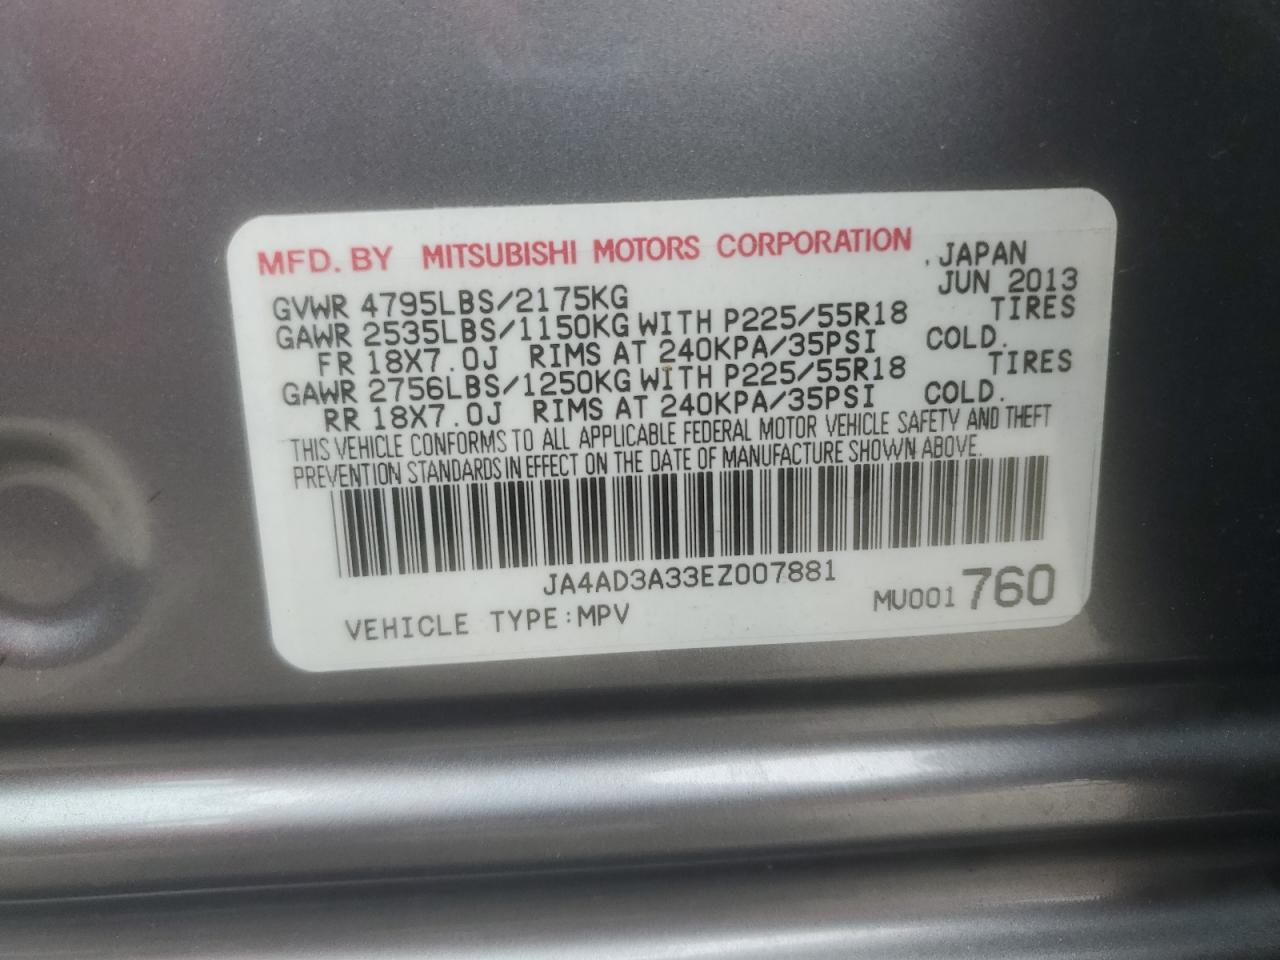 MFD. BY MITSUBISHI MOTORS CORPORATION , JAPAN
GVWR 4795LBS/2175KG JUN 2013
GAWR 2535LBS/1150KG WITH P225/55R18 TIRES
FR 18X7.0J RIMS AT 240KPA/35PSI COLD.
GAWR 2756LBS/1250KG WITH P225/55R18 TIRES
RR 18X7.0J RIMS AT 240KPA/35PSI COLD.
THIS VEHICLE CONFORMS TO ALL APPLICABLE FEDERAL MOTOR VEHICLE SAFETY AND THEFT
PREVENTION STANDARDS IN EFFECT ON THE DATE OF MANUFACTURE SHOWN ABOVE.
JA4AD3A33EZ007881
VEHICLE TYPE:MPV MU001 760